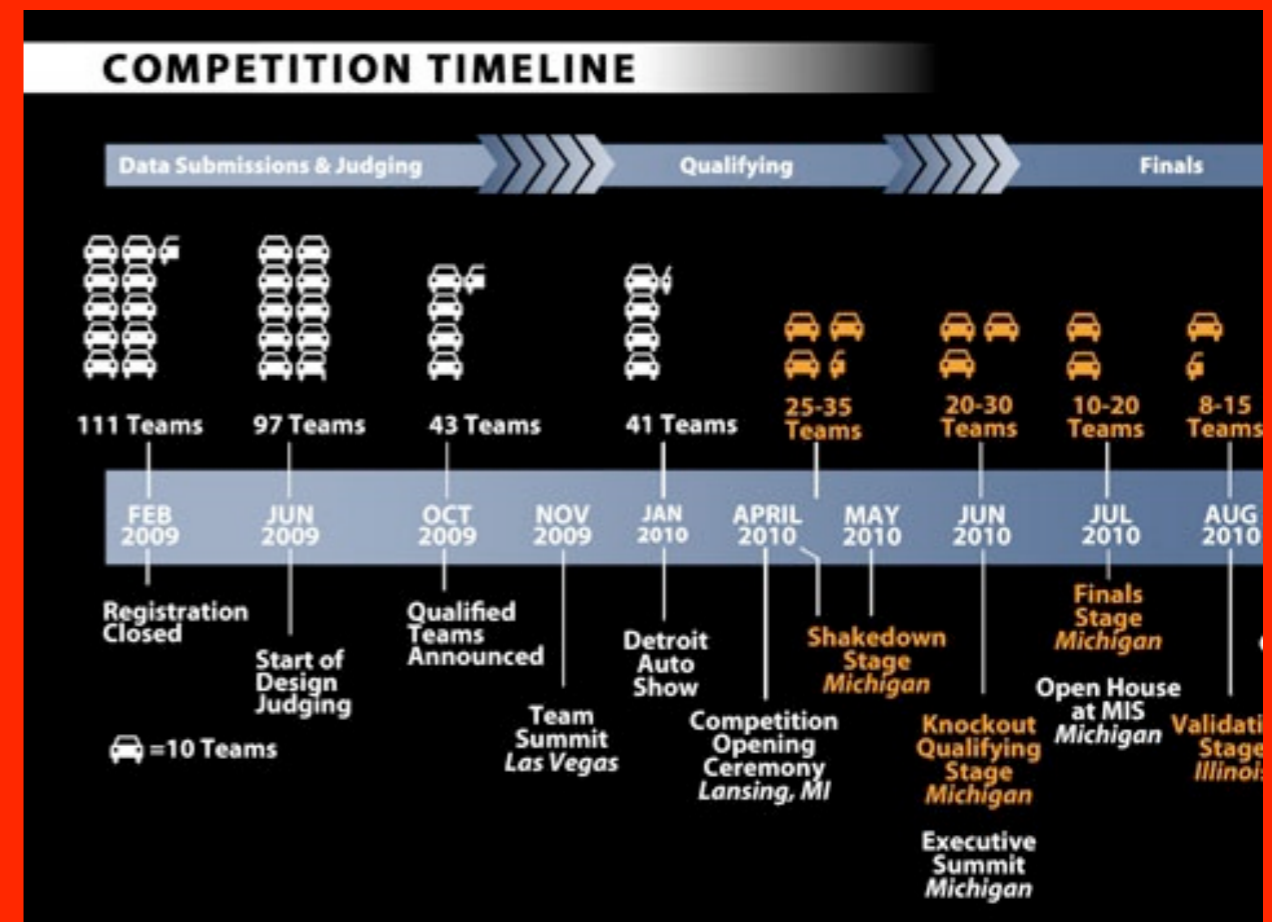 COMPETITION TIMELINE
Data Submissions & Judging
Qualifying
Finals
111 Teams
97 Teams
43 Teams
41 Teams
25-35
Teams
20-30
Teams
10-20
Teams
8-15
Teams
FEB
2009
JUN
2009
OCT
2009
NOV
2009
JAN
2010
APRIL
2010
MAY
2010
JUN
2010
JUL
2010
AUG
2010
Registration
Closed
Start of
Design
Judging
Qualified
Teams
Announced
Team
Summit
Las Vegas
Detroit
Auto
Show
Competition
Opening
Ceremony
Lansing, MI
Shakedown
Stage
Michigan
Knockout
Qualifying
Stage
Michigan
Executive
Summit
Michigan
Finals
Stage
Michigan
Open House
at MIS
Michigan
Validati
Stage
Illinois
=10 Teams